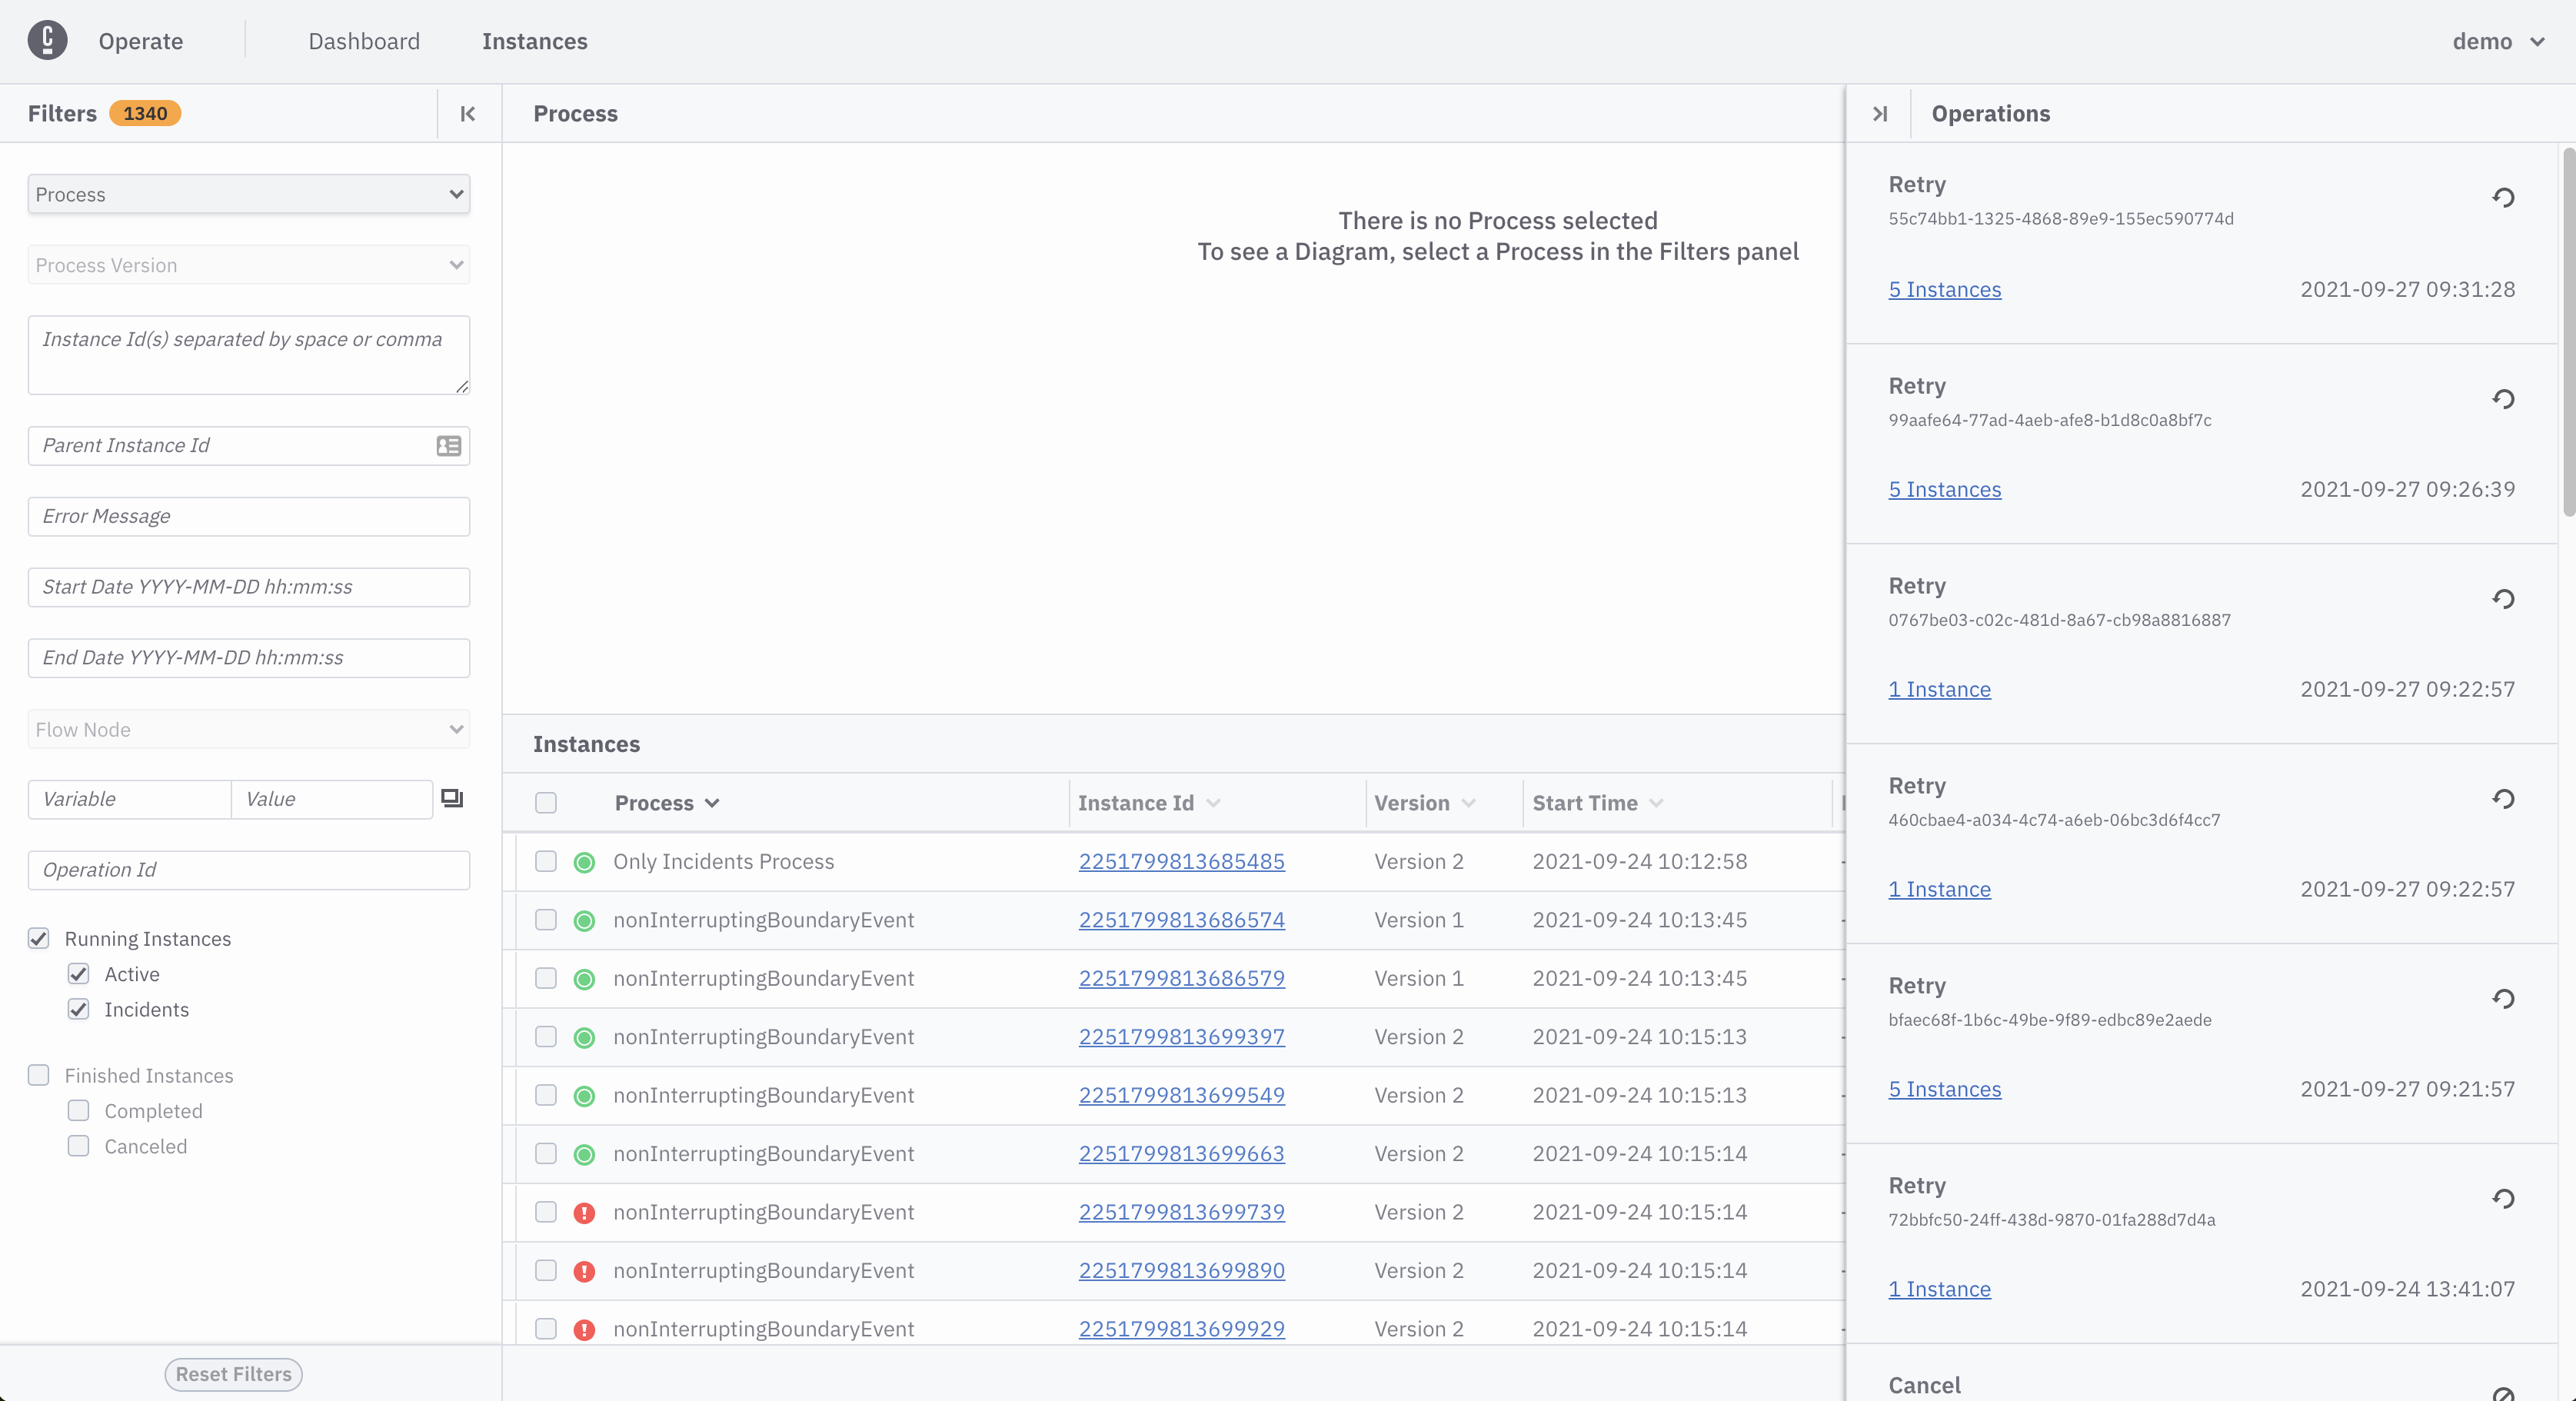 Operate
Dashboard
Instances
demo
Filters 1340
Process
Process Version
Instance Id(s) separated by space or comma
Parent Instance Id
Error Message
Start Date YYYY-MM-DD hh:mm:ss
End Date YYYY-MM-DD hh:mm:ss
Flow Node
Variable Value
Operation Id
Running Instances
Active
Incidents
Finished Instances
Completed
Canceled
Reset Filters
Process
There is no Process selected
To see a Diagram, select a Process in the Filters panel
Instances
Process Instance Id Version Start Time
Only Incidents Process 2251799813685485 Version 2 2021-09-24 10:12:58 -
nonInterruptingBoundaryEvent 2251799813686574 Version 1 2021-09-24 10:13:45 -
nonInterruptingBoundaryEvent 2251799813686579 Version 1 2021-09-24 10:13:45 -
nonInterruptingBoundaryEvent 2251799813699397 Version 2 2021-09-24 10:15:13 -
nonInterruptingBoundaryEvent 2251799813699549 Version 2 2021-09-24 10:15:13 -
nonInterruptingBoundaryEvent 2251799813699663 Version 2 2021-09-24 10:15:14 -
nonInterruptingBoundaryEvent 2251799813699739 Version 2 2021-09-24 10:15:14 -
nonInterruptingBoundaryEvent 2251799813699890 Version 2 2021-09-24 10:15:14 -
nonInterruptingBoundaryEvent 2251799813699929 Version 2 2021-09-24 10:15:14 -
Operations
Retry
55c74bb1-1325-4868-89e9-155ec590774d
5 Instances 2021-09-27 09:31:28
Retry
99aafe64-77ad-4aeb-afe8-b1d8c0a8bf7c
5 Instances 2021-09-27 09:26:39
Retry
0767be03-c02c-481d-8a67-cb98a8816887
1 Instance 2021-09-27 09:22:57
Retry
460cbae4-a034-4c74-a6eb-06bc3d6f4cc7
1 Instance 2021-09-27 09:22:57
Retry
bfaec68f-1b6c-49be-9f89-edbc89e2aede
5 Instances 2021-09-27 09:21:57
Retry
72bbfc50-24ff-438d-9870-01fa288d7d4a
1 Instance 2021-09-24 13:41:07
Cancel